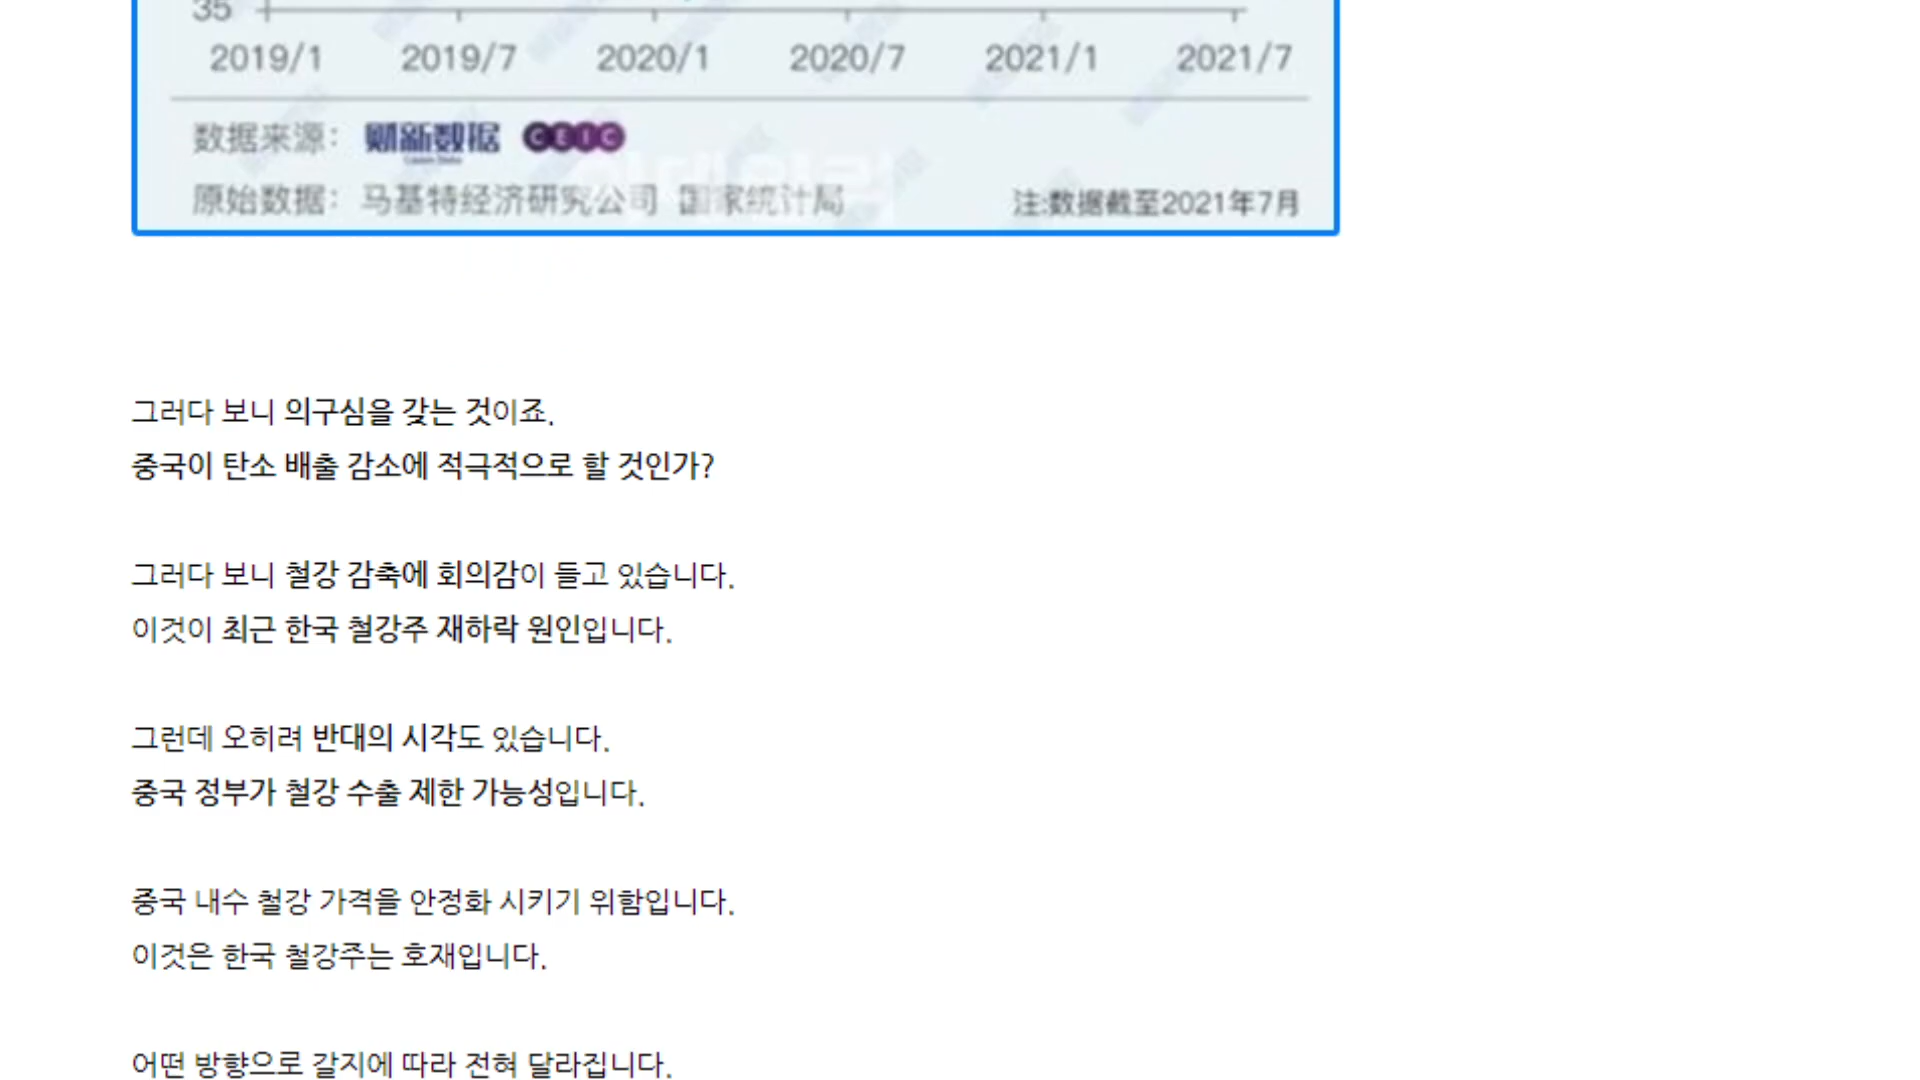 35
2019/1 2019/7 2020/1 2020/7 2021/1 2021/7
数据来源: 财新数据 CEIC
原始数据: 马基特经济研究公司 国家统计局 注:数据截至2021年7月
그러다 보니 의구심을 갖는 것이죠.
중국이 탄소 배출 감소에 적극적으로 할 것인가?
그러다 보니 철강 감축에 회의감이 들고 있습니다.
이것이 최근 한국 철강주 재하락 원인입니다.
그런데 오히려 반대의 시각도 있습니다.
중국 정부가 철강 수출 제한 가능성입니다.
중국 내수 철강 가격을 안정화 시키기 위함입니다.
이것은 한국 철강주는 호재입니다.
어떤 방향으로 갈지에 따라 전혀 달라집니다.